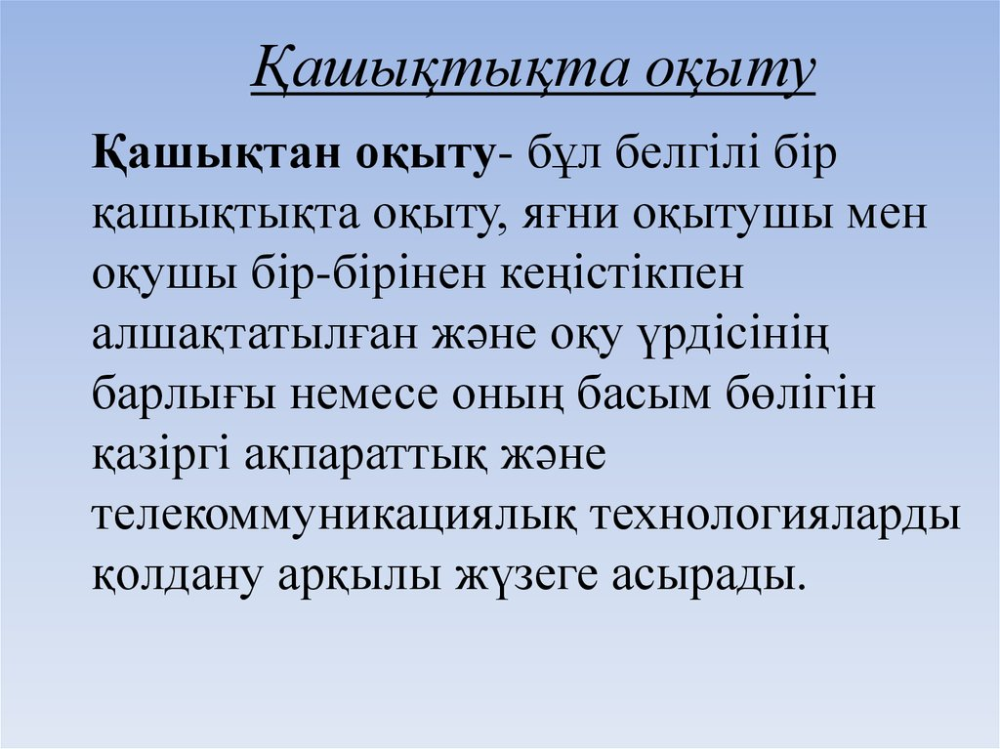 Қашықтықта оқыту
Қашықтан оқыту- бұл белгілі бір
қашықтықта оқыту, яғни оқытушы мен
оқушы бір-бірінен кеңістікпен
алшақтатылған және оқу үрдісінің
барлығы немесе оның басым бөлігін
қазіргі ақпараттық және
телекоммуникациялық технологияларды
қолдану арқылы жүзеге асырады.